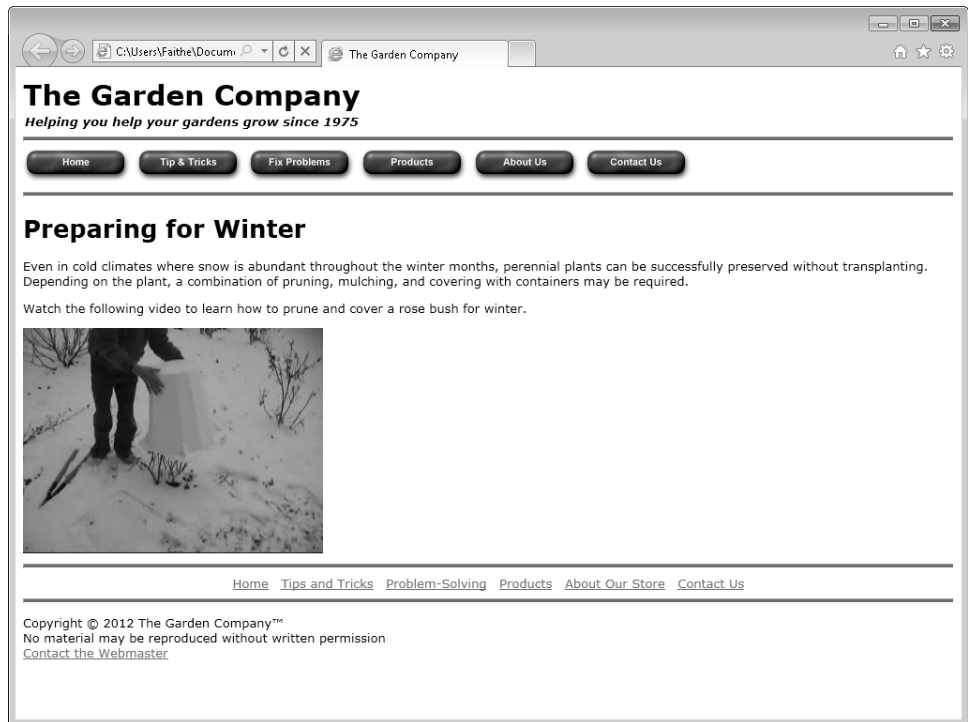 C:\Users\Faithe\Docum
The Garden Company
The Garden Company
Helping you help your gardens grow since 1975
Home Tip & Tricks Fix Problems Products About Us Contact Us
Preparing for Winter
Even in cold climates where snow is abundant throughout the winter months, perennial plants can be successfully preserved without transplanting.
Depending on the plant, a combination of pruning, mulching, and covering with containers may be required.
Watch the following video to learn how to prune and cover a rose bush for winter.
Home Tips and Tricks Problem-Solving Products About Our Store Contact Us
Copyright © 2012 The Garden Company™
No material may be reproduced without written permission
Contact the Webmaster